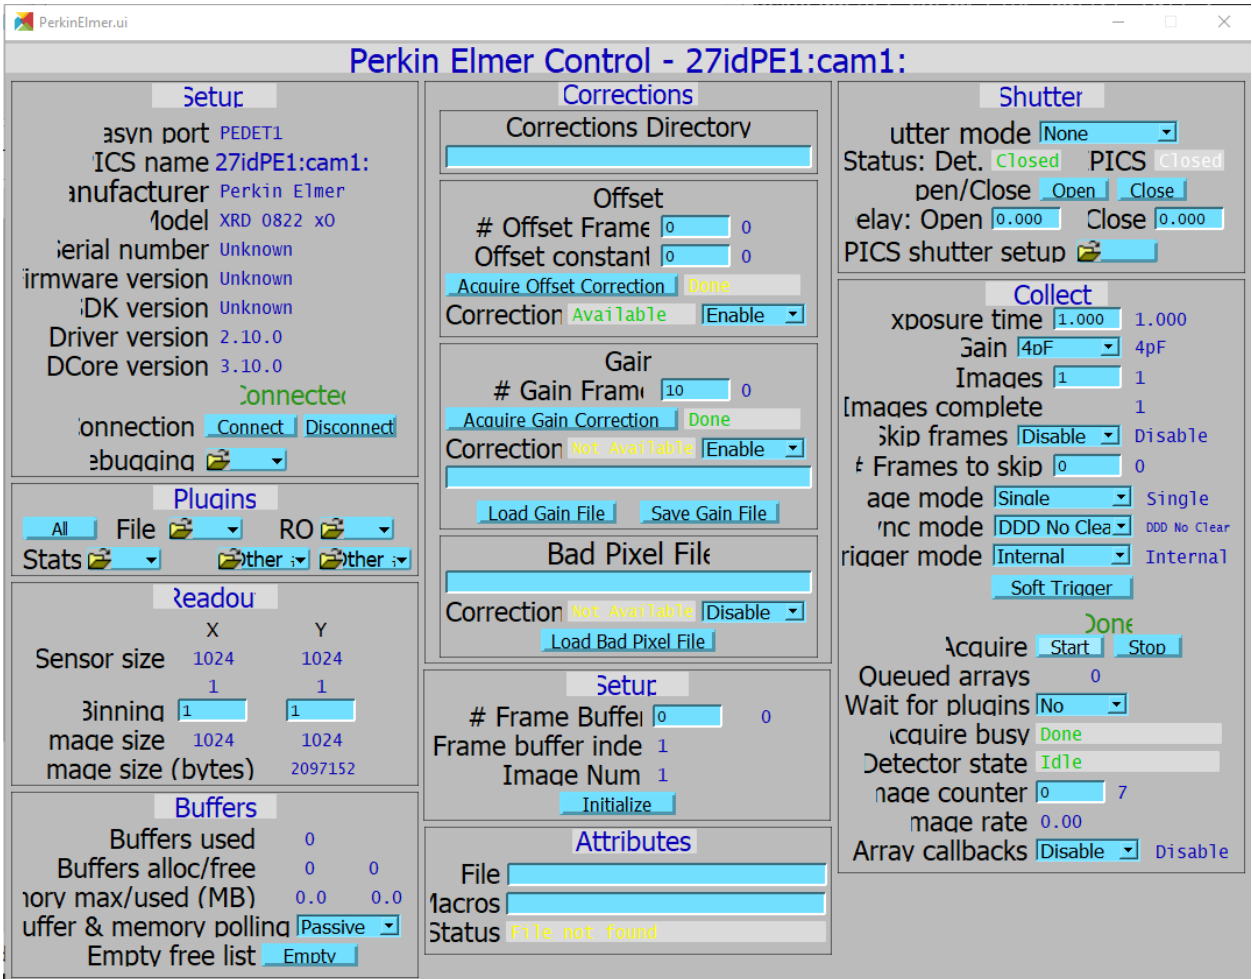 PerkinElmer.ui
Perkin Elmer Control - 27idPE1:cam1:
Setup
asyn port PEDET1
PICS name 27idPE1:cam1:
anufacturer Perkin Elmer
Model XRD 0822 xO
Serial number Unknown
irmware version Unknown
SDK version Unknown
Driver version 2.10.0
DCore version 3.10.0
Connected
onnection Connect Disconnect
ebugging
Plugins
All File RO
Stats Other Other
Readou
X Y
Sensor size 1024 1024
1 1
Binning 1 1
mage size 1024 1024
mage size (bytes) 2097152
Buffers
Buffers used 0
Buffers alloc/free 0 0
nory max/used (MB) 0.0 0.0
uffer & memory polling Passive
Empty free list Empty
Corrections
Corrections Directory
Offset
# Offset Frame 0 0
Offset constant 0 0
Acquire Offset Correction Done
Correction Available Enable
Gain
# Gain Frame 10 0
Acquire Gain Correction Done
Correction Not Available Enable
Load Gain File Save Gain File
Bad Pixel File
Correction Not Available Disable
Load Bad Pixel File
Setup
# Frame Buffer 0 0
Frame buffer inde 1
Image Num 1
Initialize
Attributes
File
Macros
Status File not found
Shutter
utter mode None
Status: Det. Closed EPICS Closed
pen/Close Open Close
elay: Open 0.000 Close 0.000
PICS shutter setup
Collect
xposure time 1.000 1.000
Gain 4pF 4pF
Images 1 1
Images complete 1
Skip frames Disable Disable
# Frames to skip 0 0
age mode Single Single
ync mode DDD No Clea DDD No Clear
rigger mode Internal Internal
Soft Trigger
Done
Acquire Start Stop
Queued arrays 0
Wait for plugins No
Acquire busy Done
Detector state Idle
mage counter 0 7
mage rate 0.00
Array callbacks Disable Disable